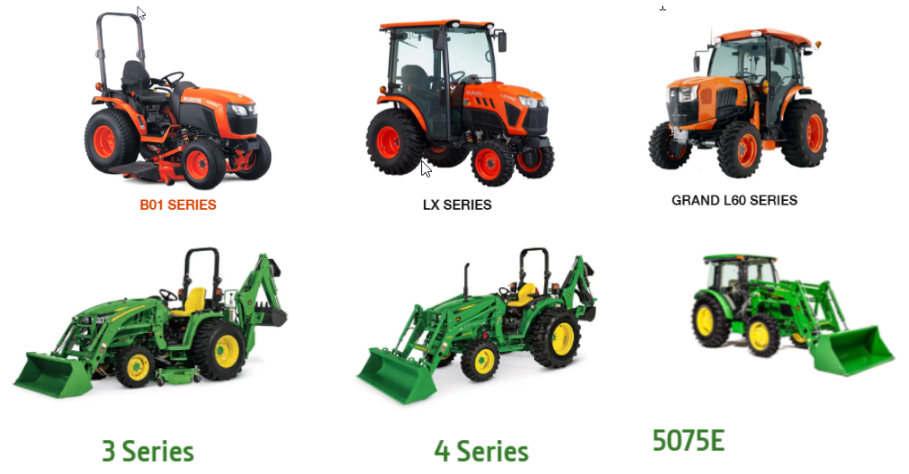 B01 SERIES
LX SERIES
GRAND L60 SERIES
3 Series
4 Series
5075E